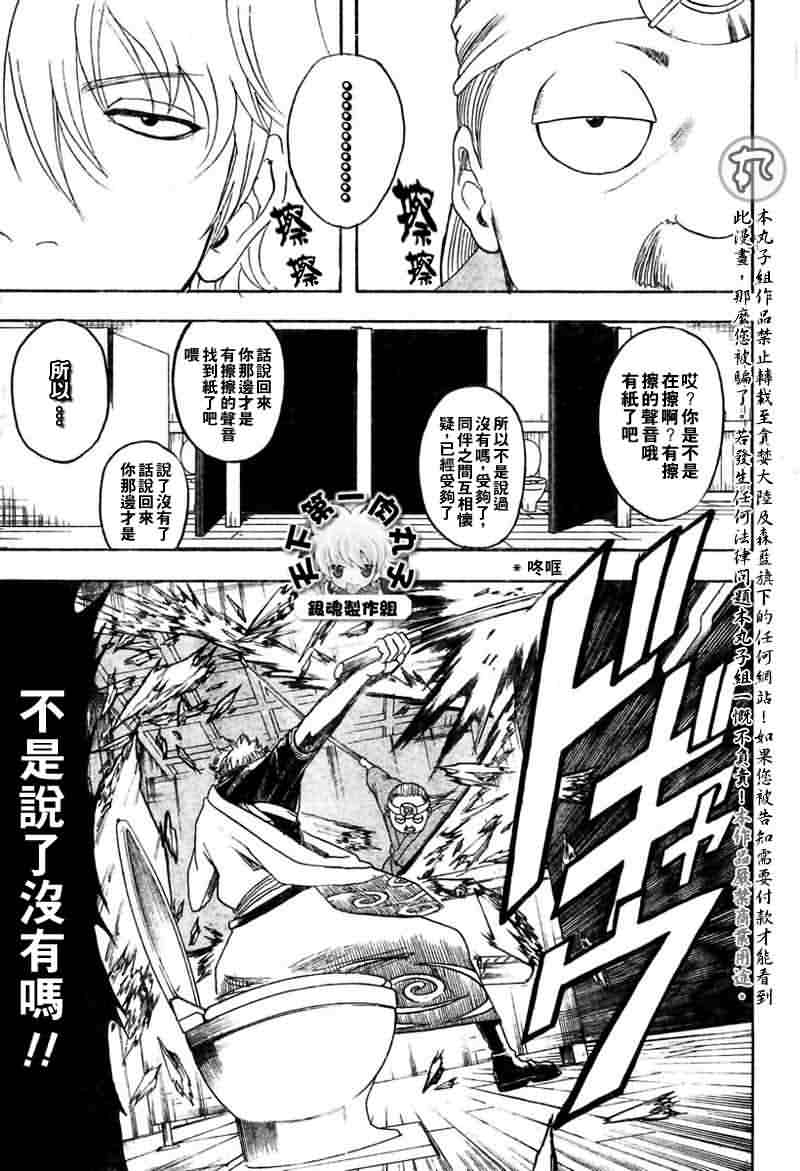 ‥‥‥‥‥‥
擦擦
擦擦
哎？你是不是
在擦啊？有擦
擦的聲音哦
有紙了吧
所以不是說過
沒有嗎，受夠了，
同伴之間互相懷
疑，已經受夠了
話說回來
你那邊才是
有擦擦的聲音
找到紙了吧
喂
說了沒有了
話說回來
你那邊才是
所以…
天下第一肉丸子
銀魂製作組
＊咚哐
ドギャウ
不是說了沒有嗎!!
丸
本丸子組作品禁止轉載至貪婪大陸及森藍旗下的任何網站！如果您被告知需要付款才能看到
此漫畫，那麼您被騙了。若發生任何法律問題本丸子組一概不負責！本作品嚴禁商業用途。